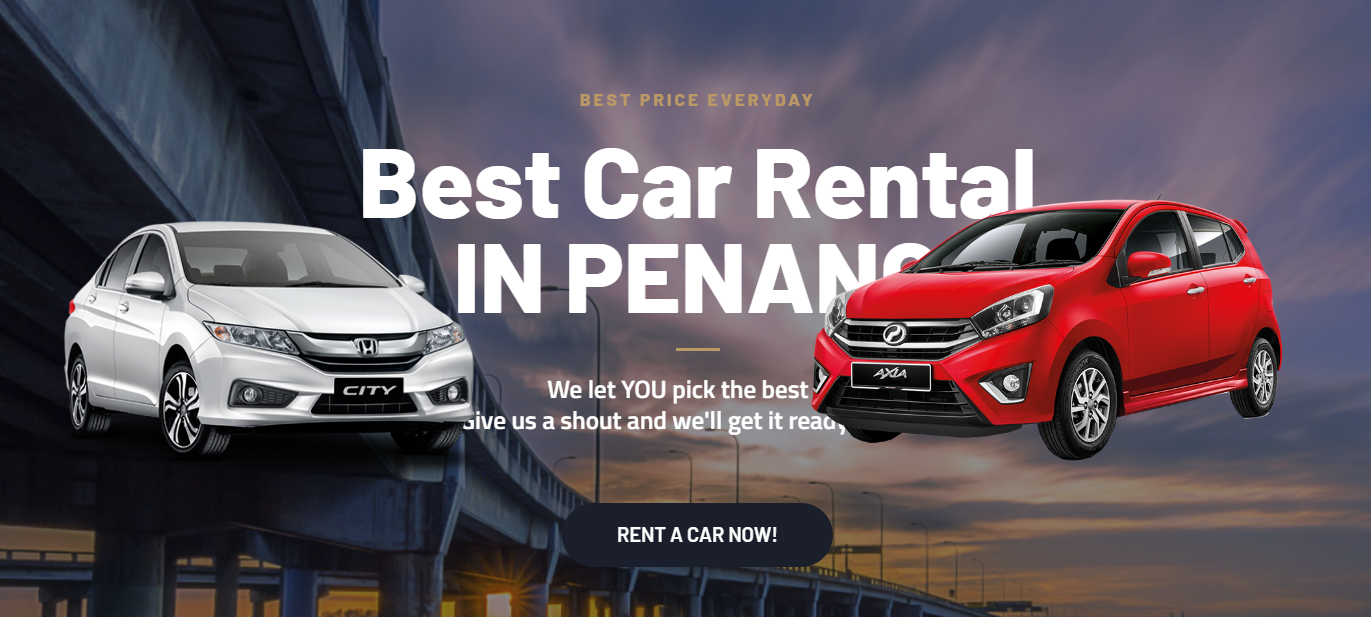 BEST PRICE EVERYDAY
Best Car Rental
IN PENANG
We let YOU pick the best
Give us a shout and we'll get it ready
CITY
AXIA
RENT A CAR NOW!